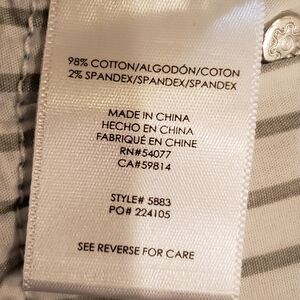 98% COTTON/ALGODÓN/COTON
2% SPANDEX/SPANDEX/SPANDEX
MADE IN CHINA
HECHO EN CHINA
FABRIQUÉ EN CHINE
RN#54077
CA#59814
STYLE# 5883
PO# 224105
SEE REVERSE FOR CARE